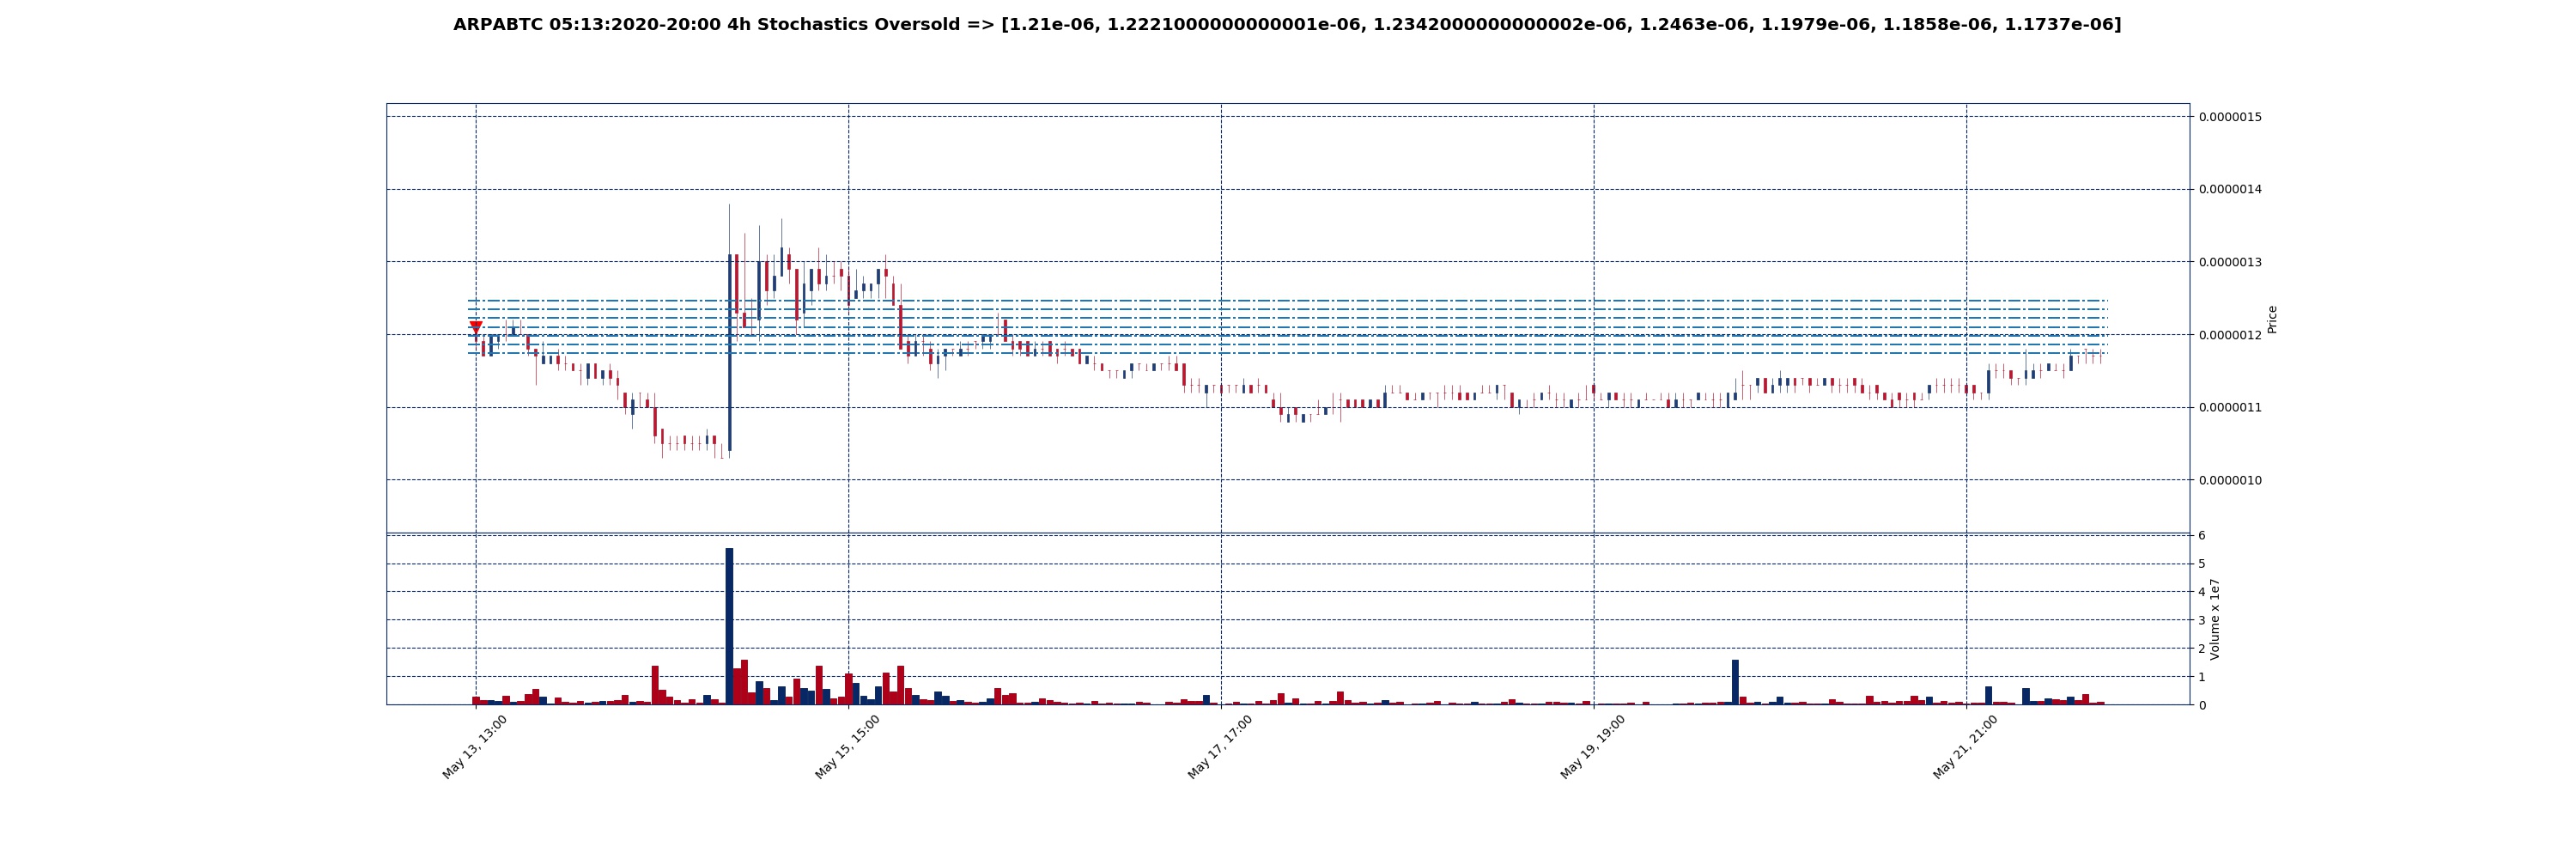 ARPABTC 05:13:2020-20:00 4h Stochastics Oversold => [1.21e-06, 1.2221000000000001e-06, 1.2342000000000002e-06, 1.2463e-06, 1.1979e-06, 1.1858e-06, 1.1737e-06]
0.0000015
0.0000014
0.0000013
0.0000012
0.0000011
0.0000010
Price
6
5
4
3
2
1
0
Volume x 1e7
May 13, 13:00
May 15, 15:00
May 17, 17:00
May 19, 19:00
May 21, 21:00